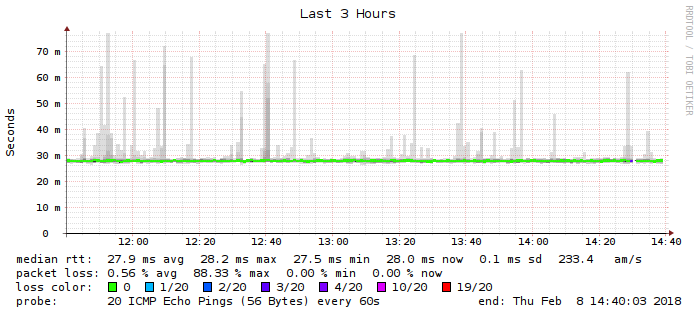 Last 3 Hours
RRDTOOL / TOBI OETIKER
Seconds
70 m
60 m
50 m
40 m
30 m
20 m
10 m
0
12:00 12:20 12:40 13:00 13:20 13:40 14:00 14:20 14:40
median rtt: 27.9 ms avg 28.2 ms max 27.5 ms min 28.0 ms now 0.1 ms sd 233.4 am/s
packet loss: 0.56 % avg 88.33 % max 0.00 % min 0.00 % now
loss color: 0 1/20 2/20 3/20 4/20 10/20 19/20
probe: 20 ICMP Echo Pings (56 Bytes) every 60s end: Thu Feb 8 14:40:03 2018